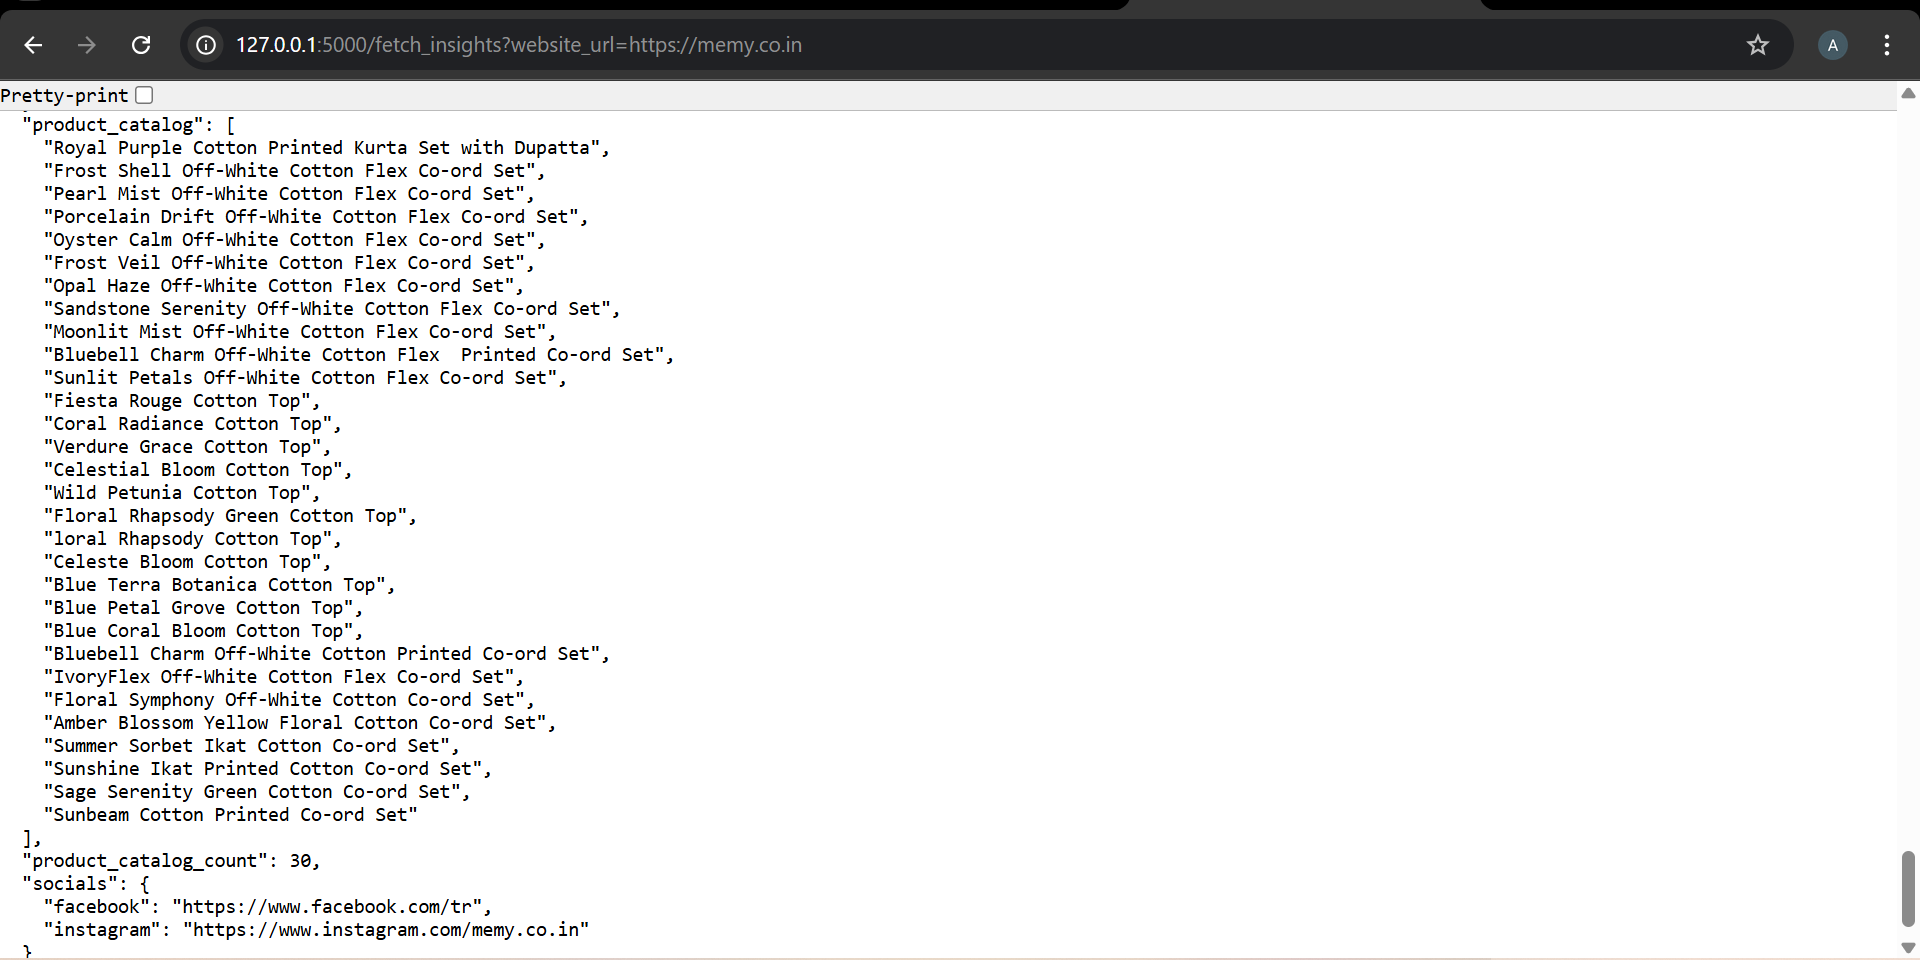 127.0.0.1:5000/fetch_insights?website_url=https://memy.co.in
A
Pretty-print
"product_catalog": [
"Royal Purple Cotton Printed Kurta Set with Dupatta",
"Frost Shell Off-White Cotton Flex Co-ord Set",
"Pearl Mist Off-White Cotton Flex Co-ord Set",
"Porcelain Drift Off-White Cotton Flex Co-ord Set",
"Oyster Calm Off-White Cotton Flex Co-ord Set",
"Frost Veil Off-White Cotton Flex Co-ord Set",
"Opal Haze Off-White Cotton Flex Co-ord Set",
"Sandstone Serenity Off-White Cotton Flex Co-ord Set",
"Moonlit Mist Off-White Cotton Flex Co-ord Set",
"Bluebell Charm Off-White Cotton Flex  Printed Co-ord Set",
"Sunlit Petals Off-White Cotton Flex Co-ord Set",
"Fiesta Rouge Cotton Top",
"Coral Radiance Cotton Top",
"Verdure Grace Cotton Top",
"Celestial Bloom Cotton Top",
"Wild Petunia Cotton Top",
"Floral Rhapsody Green Cotton Top",
"loral Rhapsody Cotton Top",
"Celeste Bloom Cotton Top",
"Blue Terra Botanica Cotton Top",
"Blue Petal Grove Cotton Top",
"Blue Coral Bloom Cotton Top",
"Bluebell Charm Off-White Cotton Printed Co-ord Set",
"IvoryFlex Off-White Cotton Flex Co-ord Set",
"Floral Symphony Off-White Cotton Co-ord Set",
"Amber Blossom Yellow Floral Cotton Co-ord Set",
"Summer Sorbet Ikat Cotton Co-ord Set",
"Sunshine Ikat Printed Cotton Co-ord Set",
"Sage Serenity Green Cotton Co-ord Set",
"Sunbeam Cotton Printed Co-ord Set"
],
"product_catalog_count": 30,
"socials": {
"facebook": "https://www.facebook.com/tr",
"instagram": "https://www.instagram.com/memy.co.in"
}